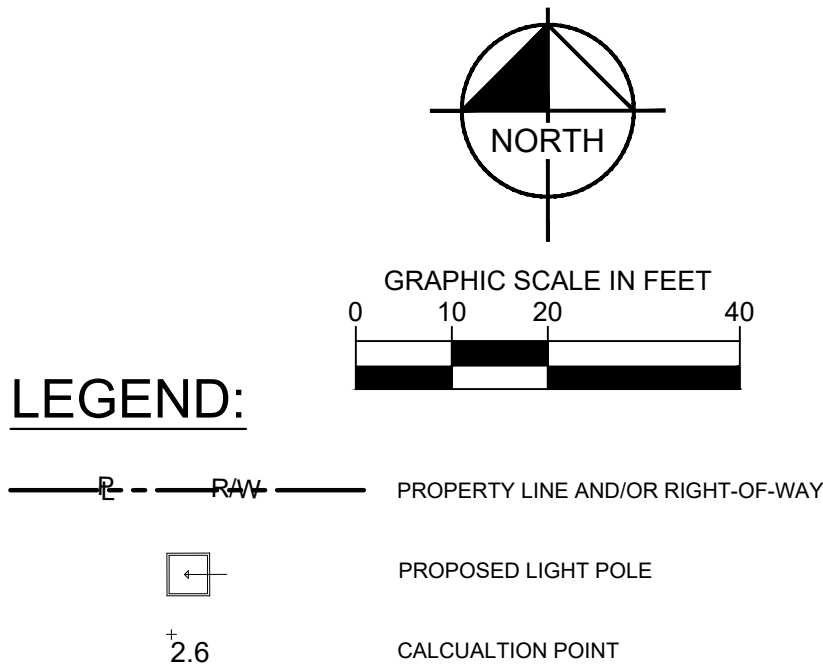 NORTH
GRAPHIC SCALE IN FEET
0 10 20 40
LEGEND:
PL R/W PROPERTY LINE AND/OR RIGHT-OF-WAY
PROPOSED LIGHT POLE
+2.6 CALCUALTION POINT